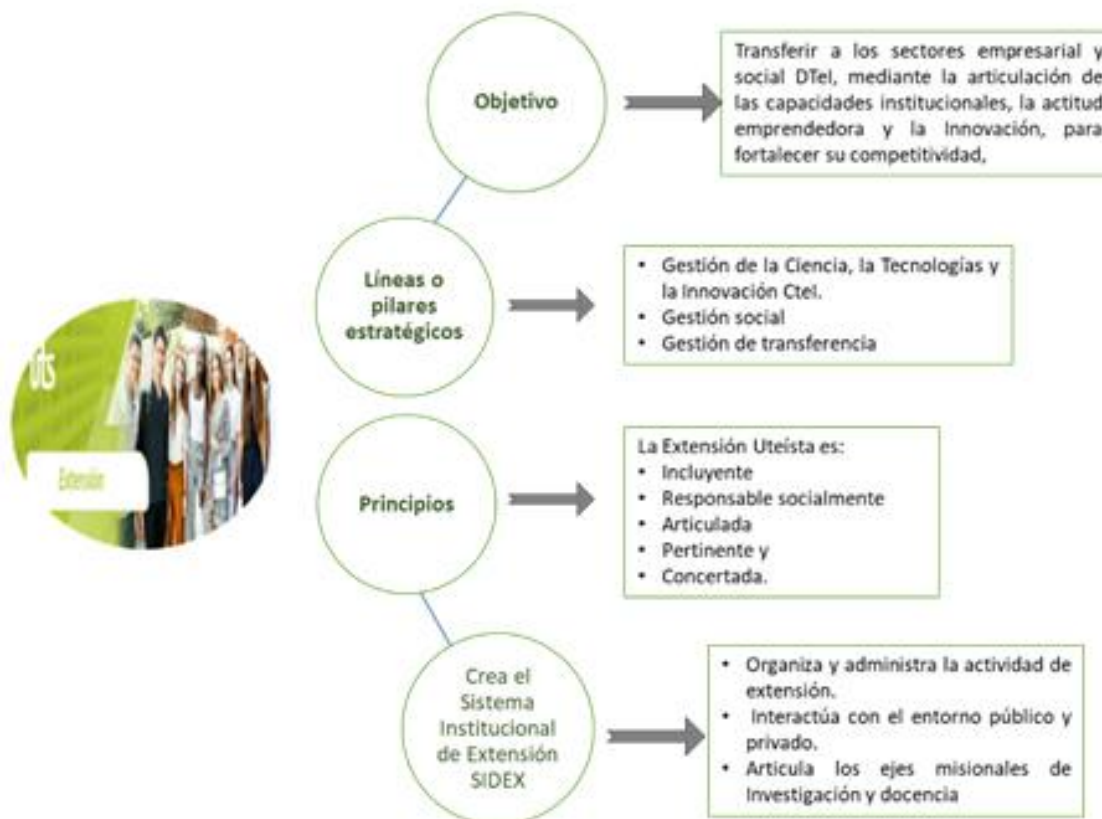 Objetivo
Transferir a los sectores empresarial y
social DTeI, mediante la articulación de
las capacidades institucionales, la actitud
emprendedora y la Innovación, para
fortalecer su competitividad,
Líneas o
pilares
estratégicos
• Gestión de la Ciencia, la Tecnologías y
la Innovación CteI.
• Gestión social
• Gestión de transferencia
uts
Extensión
Principios
La Extensión Uteísta es:
• Incluyente
• Responsable socialmente
• Articulada
• Pertinente y
• Concertada.
Crea el
Sistema
Institucional
de Extensión
SIDEX
• Organiza y administra la actividad de
extensión.
• Interactúa con el entorno público y
privado.
• Articula los ejes misionales de
Investigación y docencia